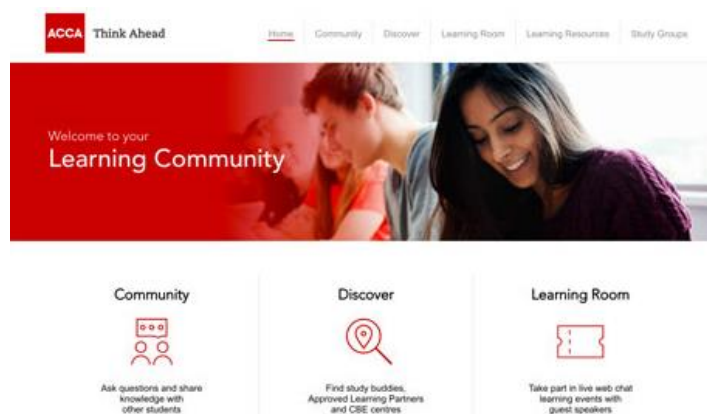 ACCA Think Ahead
Home Community Discover Learning Room Learning Resources Study Groups
Welcome to your
Learning Community
Community Discover Learning Room
Ask questions and share
knowledge with
other students
Find study buddies,
Approved Learning Partners
and CBE centres
Take part in live web chat
learning events with
guest speakers